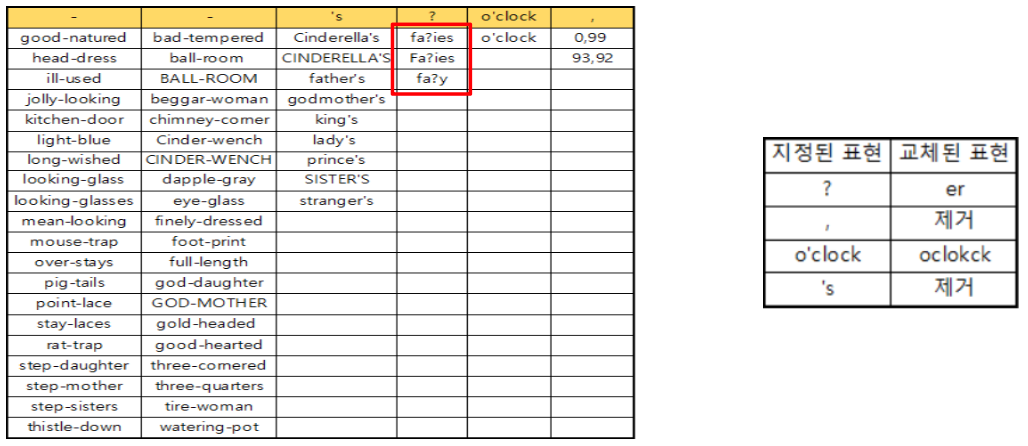 - - 's ? o'clock ,
good-natured bad-tempered Cinderella's fa?ies o'clock 0,99
head-dress ball-room CINDERELLA'S Fa?ies 93,92
ill-used BALL-ROOM father's fa?y
jolly-looking beggar-woman godmother's
kitchen-door chimney-corner king's
light-blue Cinder-wench lady's
long-wished CINDER-WENCH prince's
looking-glass dapple-gray SISTER'S
looking-glasses eye-glass stranger's
mean-looking finely-dressed
mouse-trap foot-print
over-stays full-length
pig-tails god-daughter
point-lace GOD-MOTHER
stay-laces gold-headed
rat-trap good-hearted
step-daughter three-cornered
step-mother three-quarters
step-sisters tire-woman
thistle-down watering-pot
지정된 표현 교체된 표현
? er
, 제거
o'clock oclokck
's 제거